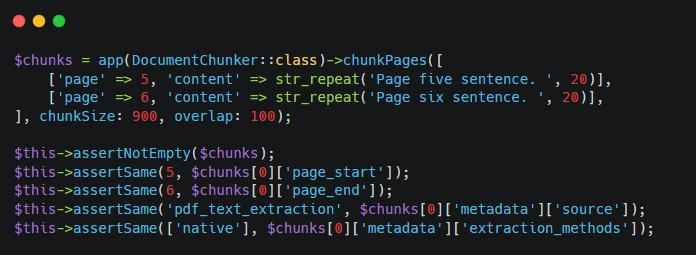 $chunks = app(DocumentChunker::class)->chunkPages([
    ['page' => 5, 'content' => str_repeat('Page five sentence. ', 20)],
    ['page' => 6, 'content' => str_repeat('Page six sentence. ', 20)],
], chunkSize: 900, overlap: 100);

$this->assertNotEmpty($chunks);
$this->assertSame(5, $chunks[0]['page_start']);
$this->assertSame(6, $chunks[0]['page_end']);
$this->assertSame('pdf_text_extraction', $chunks[0]['metadata']['source']);
$this->assertSame(['native'], $chunks[0]['metadata']['extraction_methods']);